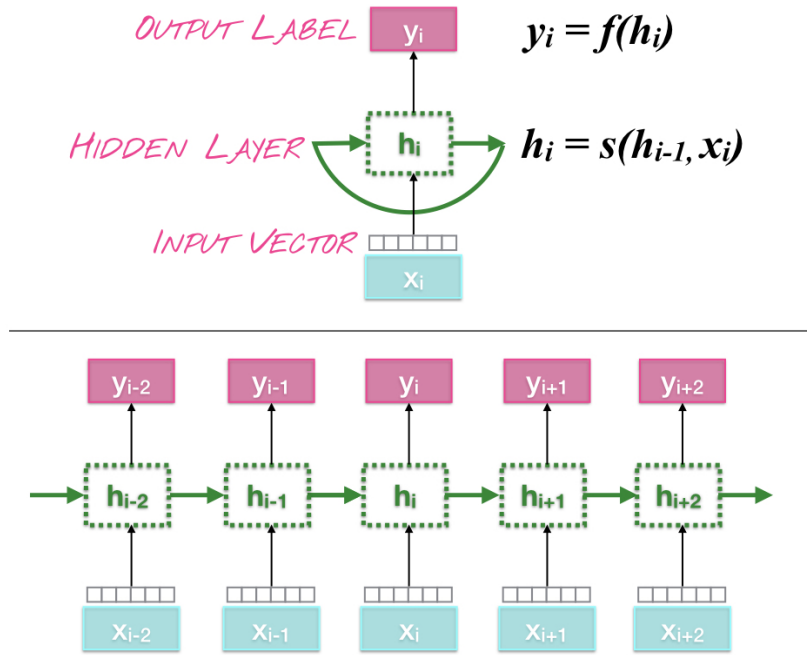 OUTPUT LABEL yᵢ yᵢ = f(hᵢ)
HIDDEN LAYER hᵢ hᵢ = s(hᵢ₋₁, xᵢ)
INPUT VECTOR
xᵢ
yᵢ₋₂ yᵢ₋₁ yᵢ yᵢ₊₁ yᵢ₊₂
hᵢ₋₂ hᵢ₋₁ hᵢ hᵢ₊₁ hᵢ₊₂
xᵢ₋₂ xᵢ₋₁ xᵢ xᵢ₊₁ xᵢ₊₂